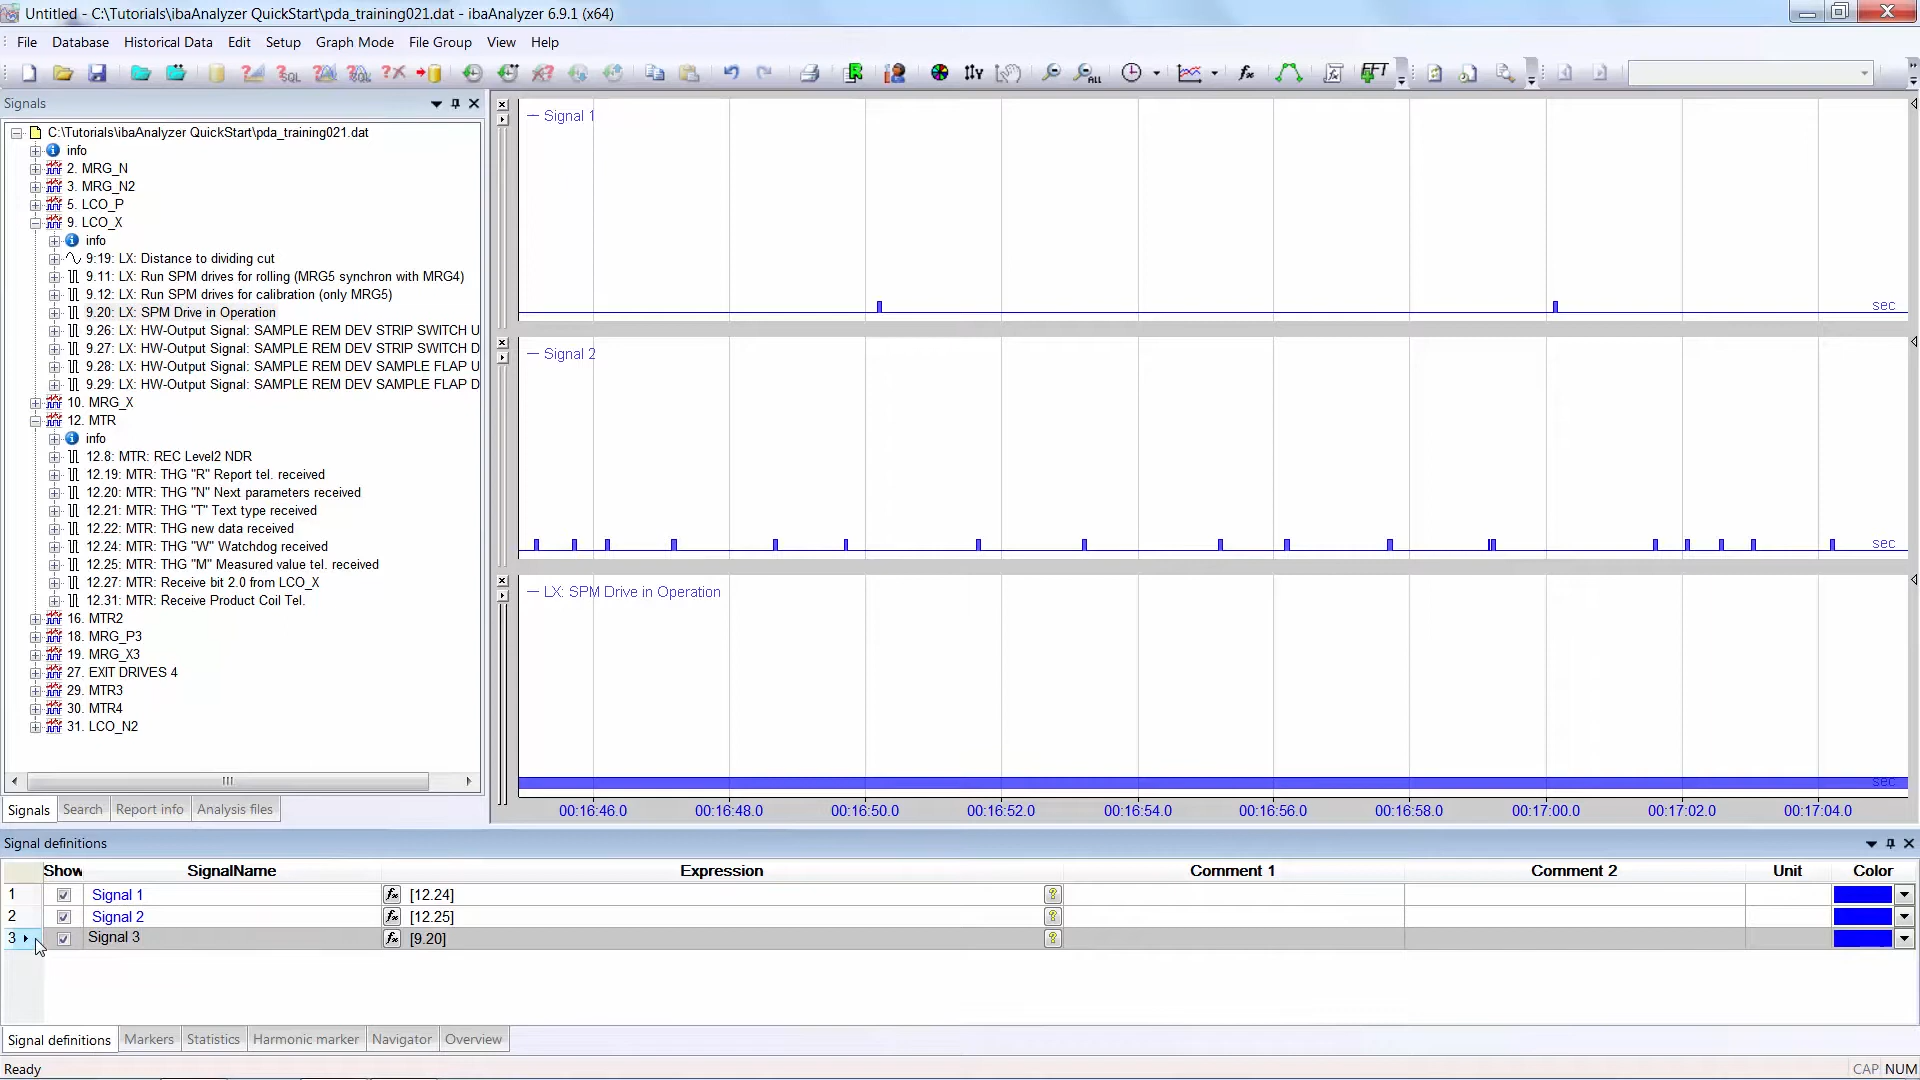 Untitled - C:\Tutorials\ibaAnalyzer QuickStart\pda_training021.dat - ibaAnalyzer 6.9.1 (x64)
File Database Historical Data Edit Setup Graph Mode File Group View Help
Signals
C:\Tutorials\ibaAnalyzer QuickStart\pda_training021.dat
info
2. MRG_N
3. MRG_N2
5. LCO_P
9. LCO_X
info
9:19: LX: Distance to dividing cut
9.11: LX: Run SPM drives for rolling (MRG5 synchron with MRG4)
9.12: LX: Run SPM drives for calibration (only MRG5)
9.20: LX: SPM Drive in Operation
9.26: LX: HW-Output Signal: SAMPLE REM DEV STRIP SWITCH U
9.27: LX: HW-Output Signal: SAMPLE REM DEV STRIP SWITCH D
9.28: LX: HW-Output Signal: SAMPLE REM DEV SAMPLE FLAP U
9.29: LX: HW-Output Signal: SAMPLE REM DEV SAMPLE FLAP D
10. MRG_X
12. MTR
info
12.8: MTR: REC Level2 NDR
12.19: MTR: THG "R" Report tel. received
12.20: MTR: THG "N" Next parameters received
12.21: MTR: THG "T" Text type received
12.22: MTR: THG new data received
12.24: MTR: THG "W" Watchdog received
12.25: MTR: THG "M" Measured value tel. received
12.27: MTR: Receive bit 2.0 from LCO_X
12.31: MTR: Receive Product Coil Tel.
16. MTR2
18. MRG_P3
19. MRG_X3
27. EXIT DRIVES 4
29. MTR3
30. MTR4
31. LCO_N2
Signals Search Report info Analysis files
Signal 1
sec
Signal 2
sec
LX: SPM Drive in Operation
sec
00:16:46.0 00:16:48.0 00:16:50.0 00:16:52.0 00:16:54.0 00:16:56.0 00:16:58.0 00:17:00.0 00:17:02.0 00:17:04.0
Signal definitions
Show SignalName Expression Comment 1 Comment 2 Unit Color
1 Signal 1 fx [12.24] ?
2 Signal 2 fx [12.25] ?
3 Signal 3 fx [9.20] ?
Signal definitions Markers Statistics Harmonic marker Navigator Overview
Ready CAP NUM